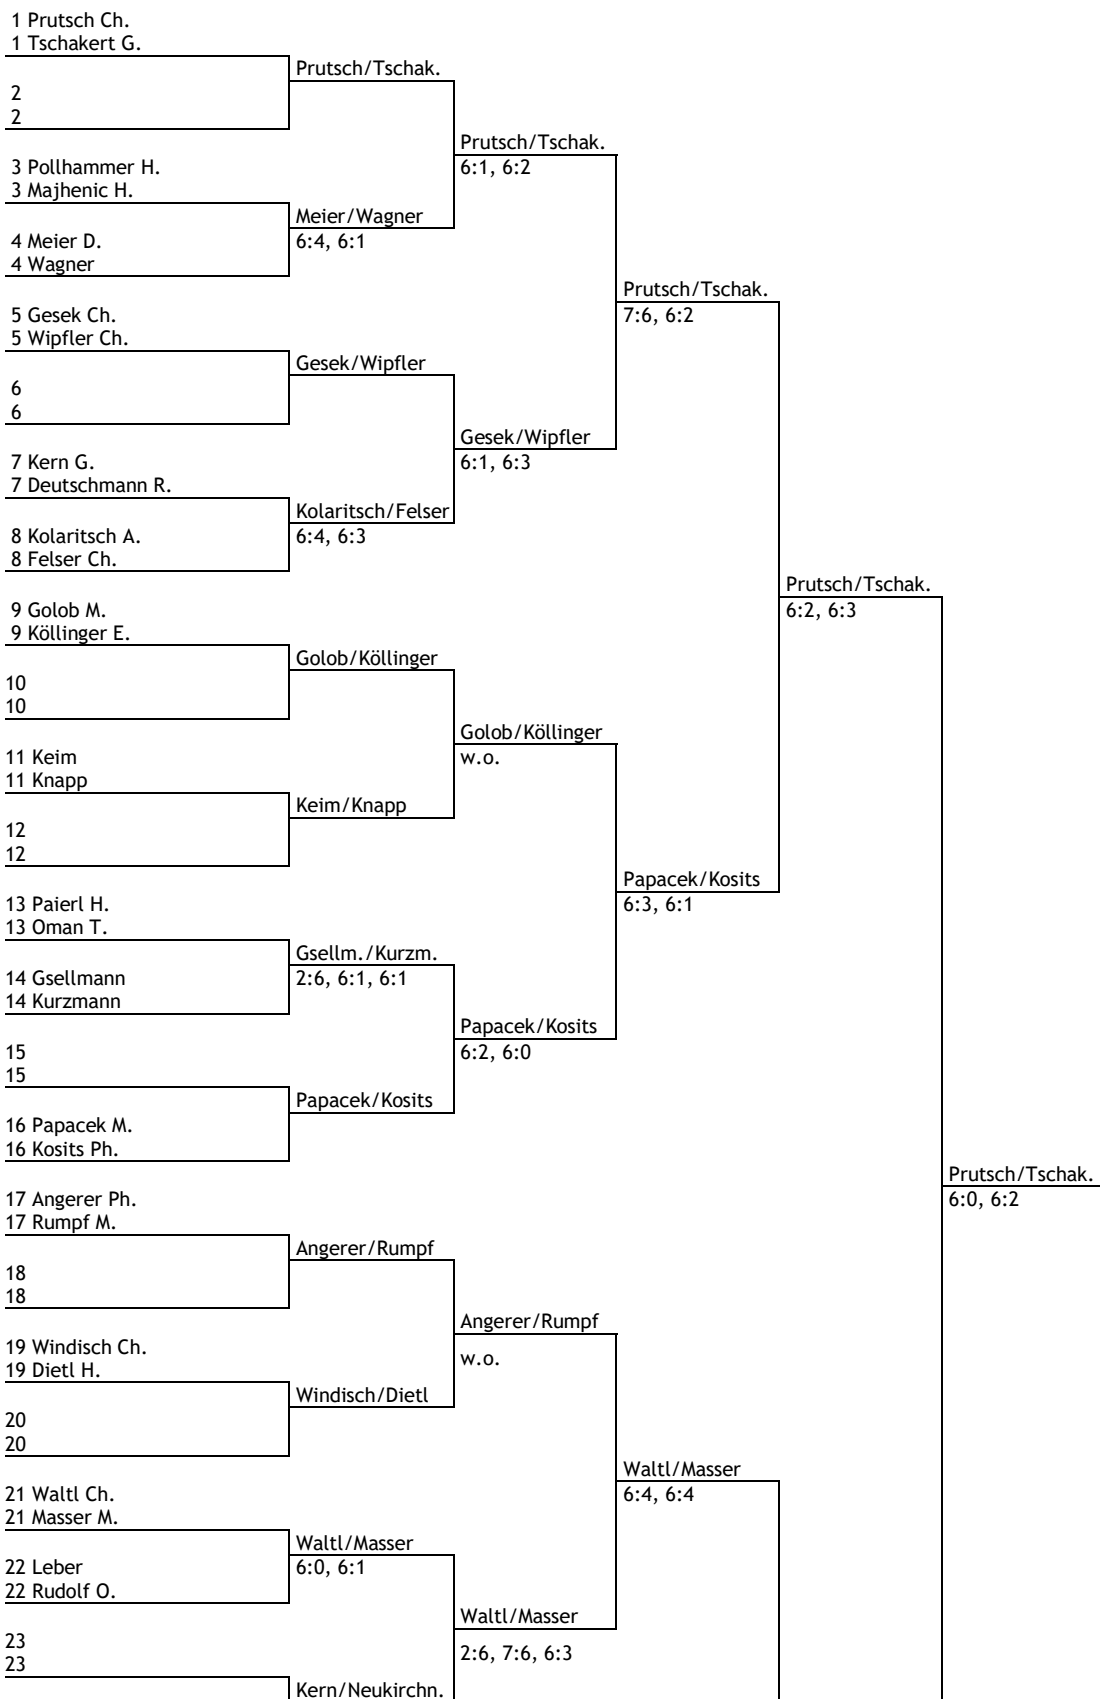 1 Prutsch Ch.
1 Tschakert G.
Prutsch/Tschak.
2
2
Prutsch/Tschak.
6:1, 6:2
3 Pollhammer H.
3 Majhenic H.
Meier/Wagner
6:4, 6:1
4 Meier D.
4 Wagner
Prutsch/Tschak.
7:6, 6:2
5 Gesek Ch.
5 Wipfler Ch.
Gesek/Wipfler
6
6
Gesek/Wipfler
6:1, 6:3
7 Kern G.
7 Deutschmann R.
Kolaritsch/Felser
6:4, 6:3
8 Kolaritsch A.
8 Felser Ch.
Prutsch/Tschak.
6:2, 6:3
9 Golob M.
9 Köllinger E.
Golob/Köllinger
10
10
Golob/Köllinger
w.o.
11 Keim
11 Knapp
Keim/Knapp
12
12
Papacek/Kosits
6:3, 6:1
13 Paierl H.
13 Oman T.
Gsellm./Kurzm.
2:6, 6:1, 6:1
14 Gsellmann
14 Kurzmann
Papacek/Kosits
6:2, 6:0
15
15
Papacek/Kosits
16 Papacek M.
16 Kosits Ph.
Prutsch/Tschak.
6:0, 6:2
17 Angerer Ph.
17 Rumpf M.
Angerer/Rumpf
18
18
Angerer/Rumpf
w.o.
19 Windisch Ch.
19 Dietl H.
Windisch/Dietl
20
20
Waltl/Masser
6:4, 6:4
21 Waltl Ch.
21 Masser M.
Waltl/Masser
6:0, 6:1
22 Leber
22 Rudolf O.
Waltl/Masser
2:6, 7:6, 6:3
23
23
Kern/Neukirchn.